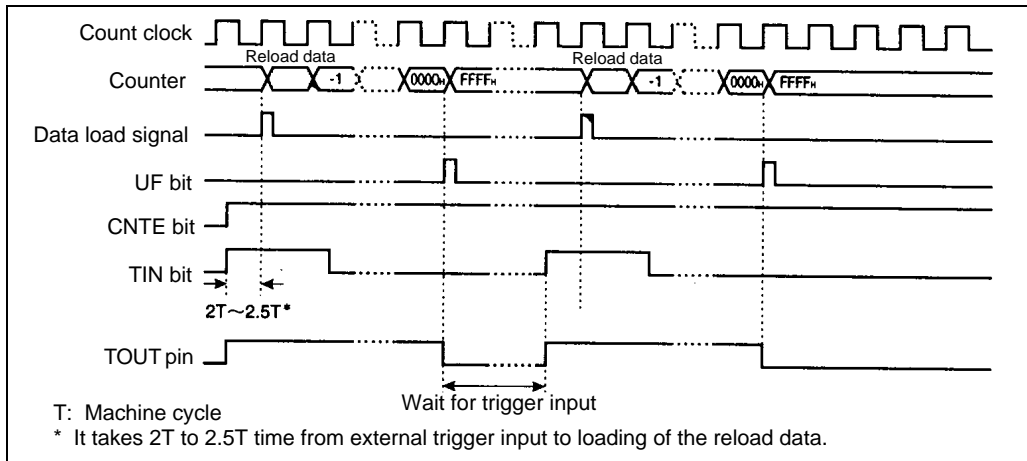 Count clock
Reload data Reload data
Counter -1 0000H FFFFH -1 0000H FFFFH
Data load signal
UF bit
CNTE bit
TIN bit
2T~2.5T*
TOUT pin
Wait for trigger input
T: Machine cycle
* It takes 2T to 2.5T time from external trigger input to loading of the reload data.